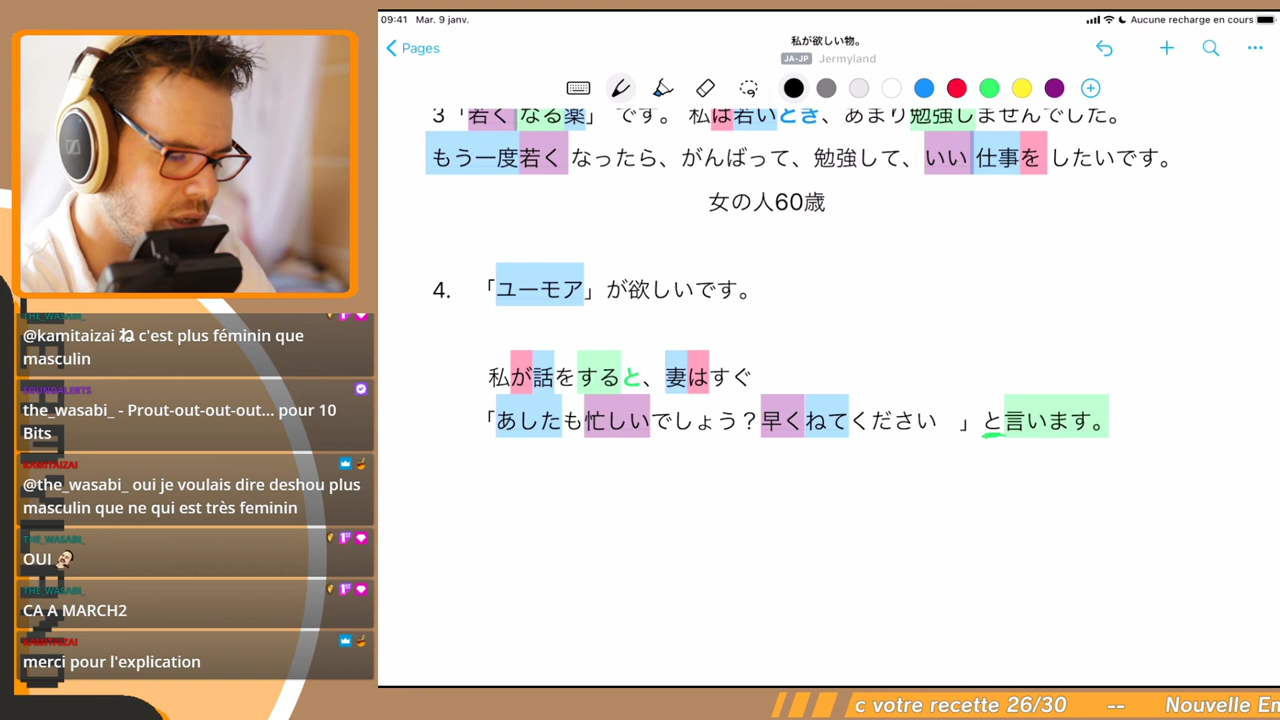 09:41 Mar. 9 janv.
Aucune recharge en cours
Pages
私が欲しい物。
JA-JP Jermyland
3「若くなる薬」です。 私は若いとき、あまり勉強しませんでした。
もう一度若くなったら、がんばって、勉強して、いい仕事をしたいです。
女の人60歳
4. 「ユーモア」が欲しいです。
私が話をすると、妻はすぐ
「あしたも忙しいでしょう？早くねてください 」と言います。
THE_WASABI_
@kamitaizai ね c'est plus féminin que
masculin
SOUNDALERTS
the_wasabi_ - Prout-out-out-out... pour 10
Bits
KAMITAIZAI
@the_wasabi_ oui je voulais dire deshou plus
masculin que ne qui est très feminin
THE_WASABI_
OUI
THE_WASABI_
CA A MARCH2
KAMITAIZAI
merci pour l'explication
c votre recette 26/30 -- Nouvelle Em